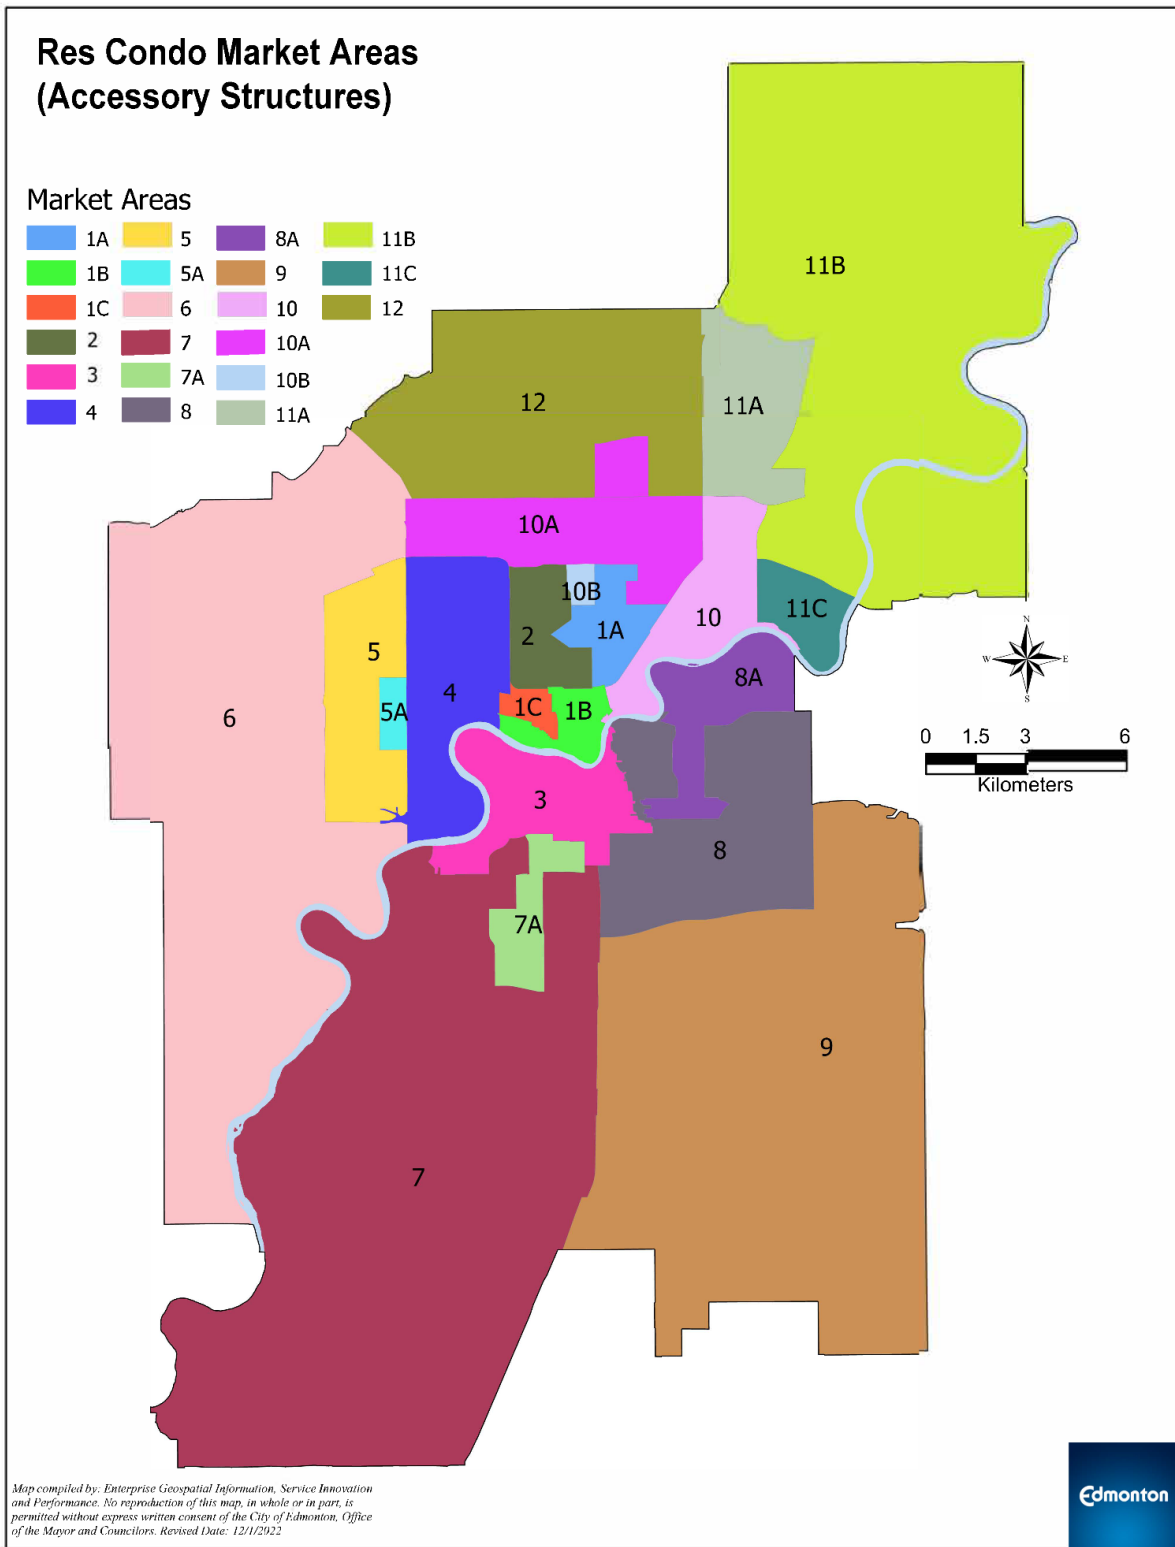 Res Condo Market Areas
(Accessory Structures)
Market Areas
1A 5 8A 11B
1B 5A 9 11C
1C 6 10 12
2 7 10A
3 7A 10B
4 8 11A
11B
12
11A
10A
10B
11C
10
1A
2
5
8A
4
5A
1C
1B
6
3
8
7A
9
7
N
W E
S
0 1.5 3 6
Kilometers
Map compiled by: Enterprise Geospatial Information, Service Innovation
and Performance. No reproduction of this map, in whole or in part, is
permitted without express written consent of the City of Edmonton, Office
of the Mayor and Councilors. Revised Date: 12/1/2022
Edmonton